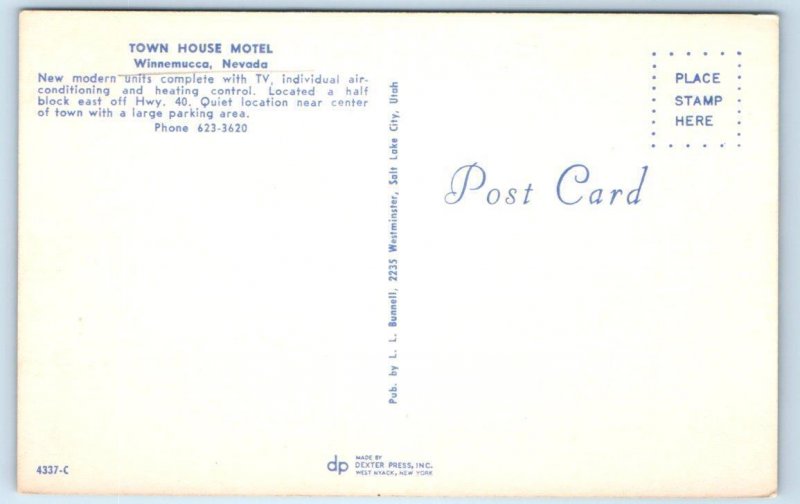 TOWN HOUSE MOTEL
Winnemucca, Nevada
New modern units complete with TV, individual air-
conditioning and heating control. Located a half
block east off Hwy. 40. Quiet location near center
of town with a large parking area.
Phone 623-3620
Pub. by L. L. Bunnell, 2235 Westminster, Salt Lake City, Utah
PLACE
STAMP
HERE
Post Card
4337-C
dp
MADE BY
DEXTER PRESS, INC.
WEST NYACK, NEW YORK